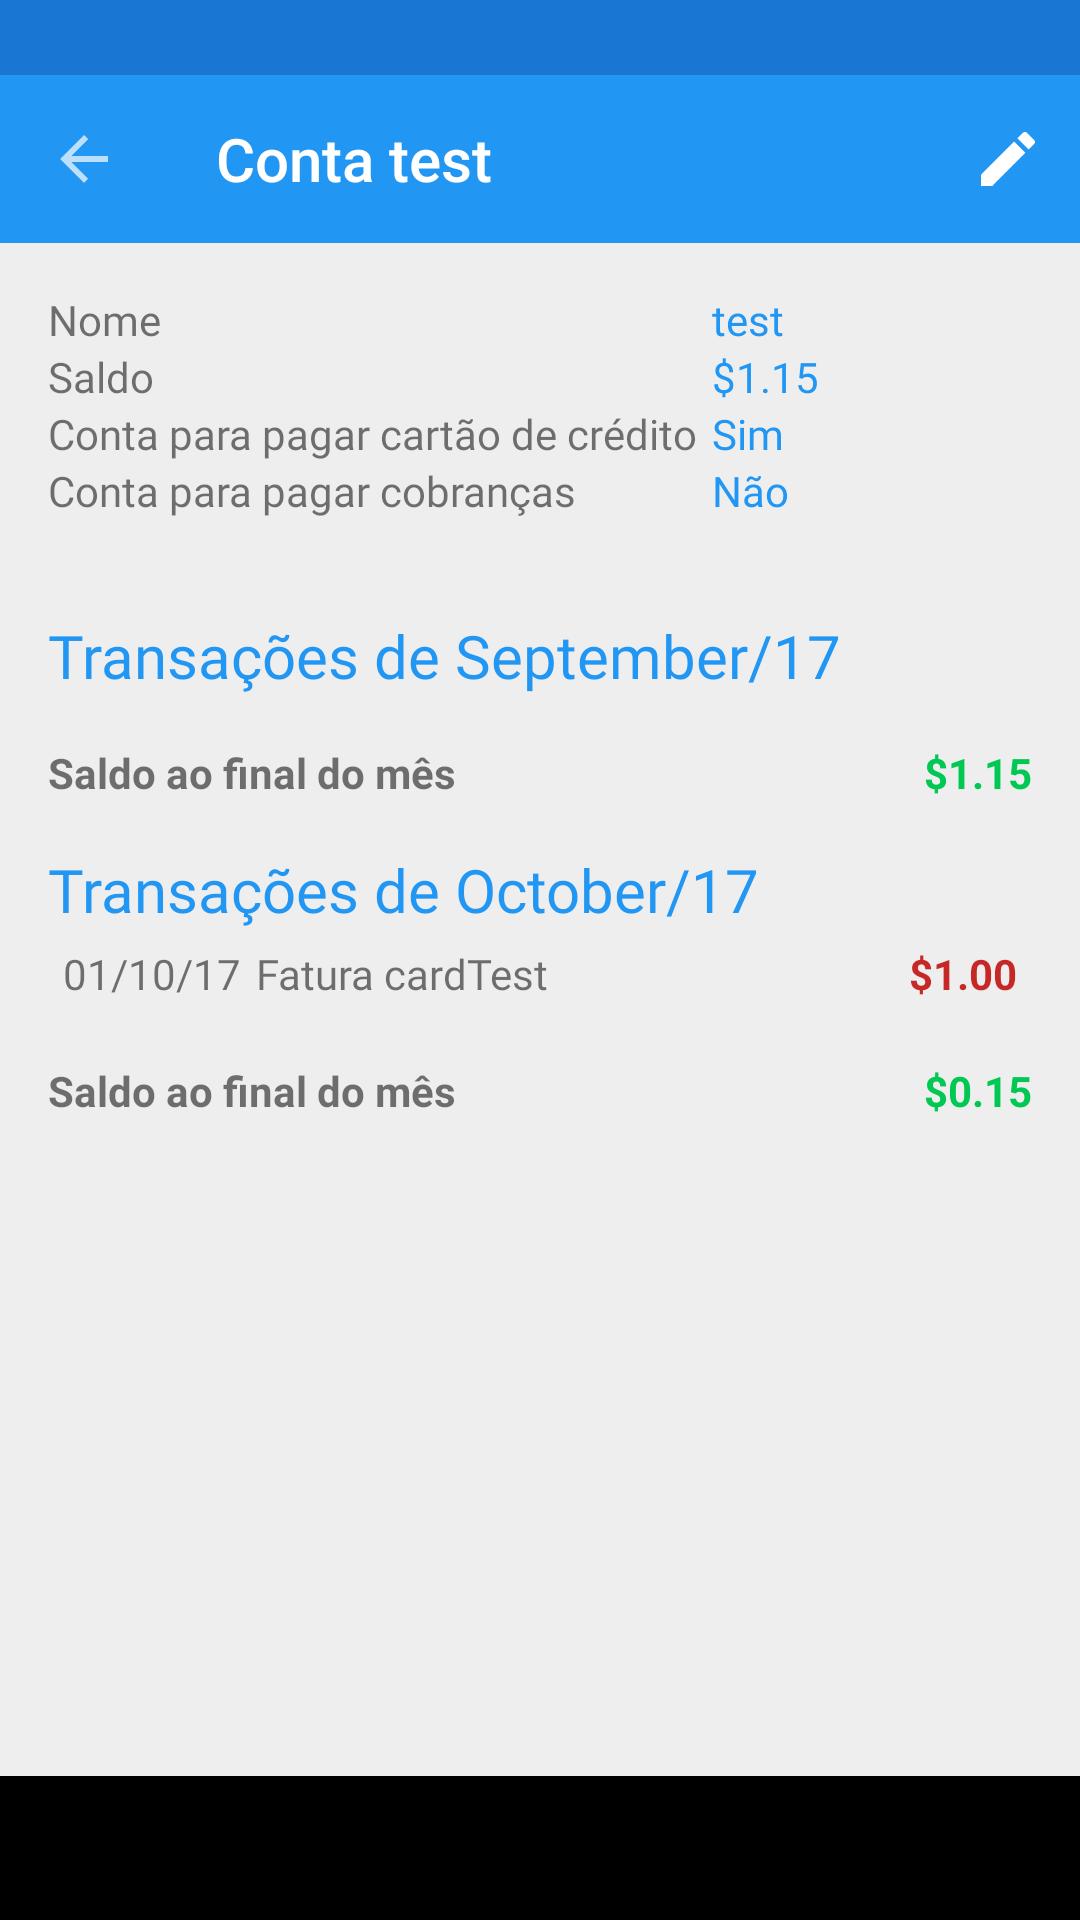 Conta test
Nome test
Saldo $1.15
Conta para pagar cartão de crédito Sim
Conta para pagar cobranças Não
Transações de September/17
Saldo ao final do mês $1.15
Transações de October/17
01/10/17 Fatura cardTest $1.00
Saldo ao final do mês $0.15